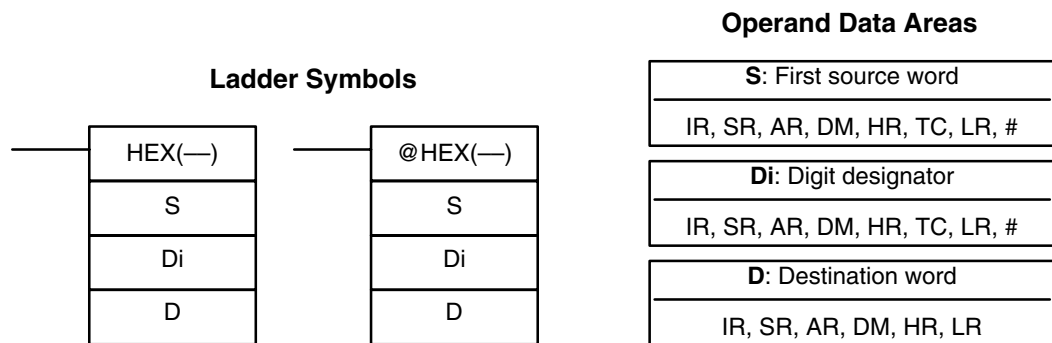 Ladder Symbols
HEX(—)
S
Di
D
@HEX(—)
S
Di
D
Operand Data Areas
S: First source word
IR, SR, AR, DM, HR, TC, LR, #
Di: Digit designator
IR, SR, AR, DM, HR, TC, LR, #
D: Destination word
IR, SR, AR, DM, HR, LR